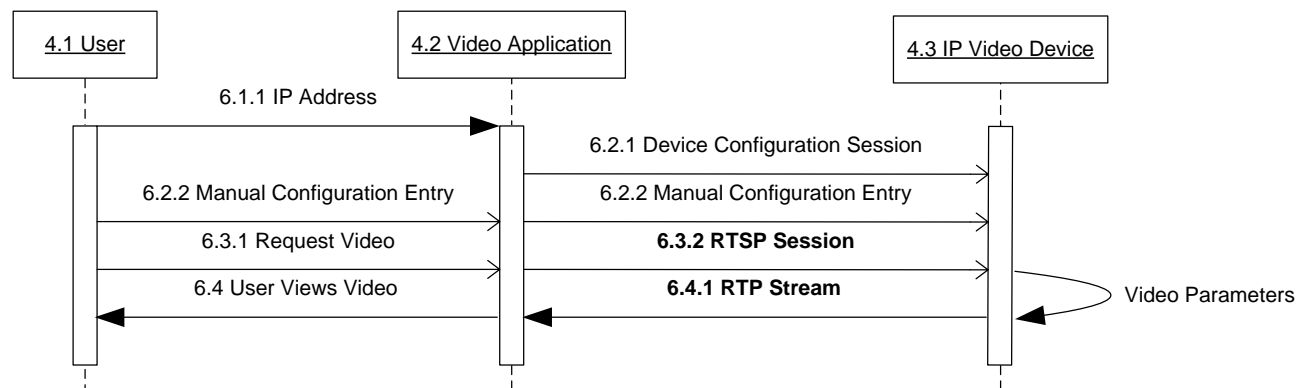 4.1 User
4.2 Video Application
4.3 IP Video Device
6.1.1 IP Address
6.2.1 Device Configuration Session
6.2.2 Manual Configuration Entry
6.2.2 Manual Configuration Entry
6.3.1 Request Video
6.3.2 RTSP Session
6.4 User Views Video
6.4.1 RTP Stream
Video Parameters